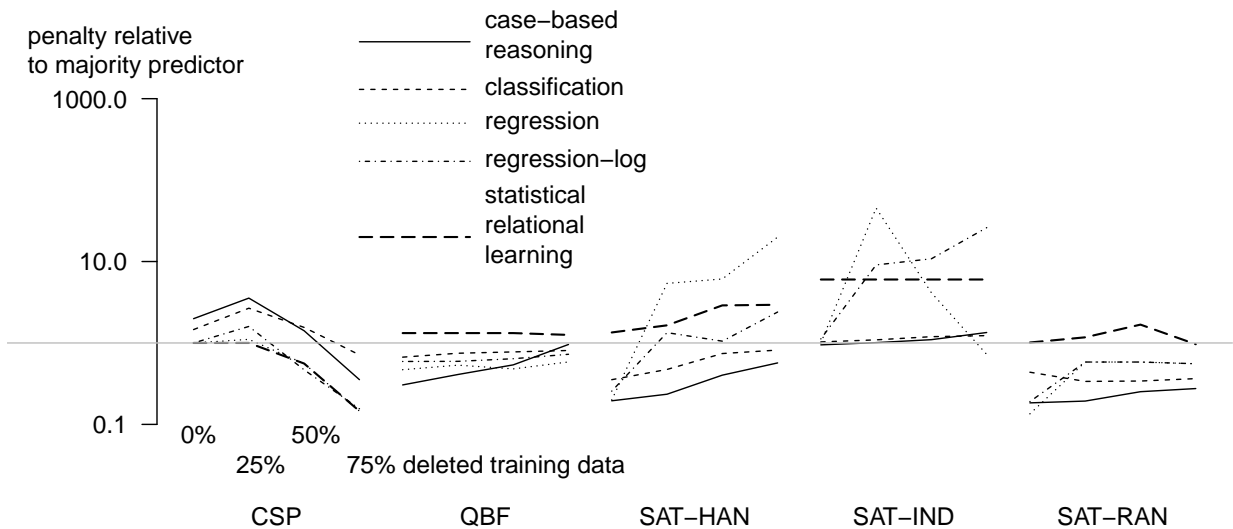 penalty relative
to majority predictor
case−based
reasoning
classification
regression
regression−log
statistical
relational
learning
1000.0
10.0
0.1
0%
50%
25%
75% deleted training data
CSP
QBF
SAT−HAN
SAT−IND
SAT−RAN